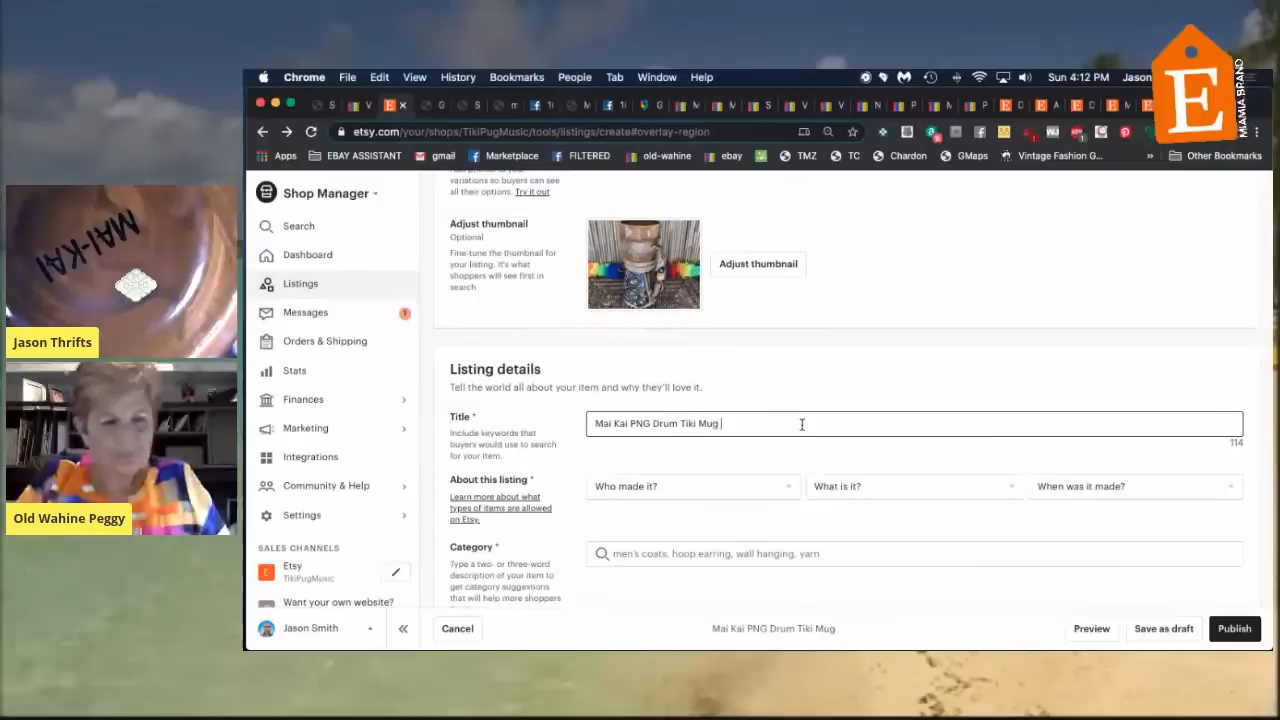 E
MIAMIA BRAND
Chrome File Edit View History Bookmarks People Tab Window Help
Sun 4:12 PM Jason
etsy.com/your/shops/TikiPugMusic/tools/listings/create#overlay-region
Apps EBAY ASSISTANT gmail Marketplace FILTERED old-wahine ebay TMZ TC Chardon GMaps Vintage Fashion G... » Other Bookmarks
Shop Manager
Search
Dashboard
Listings
Messages
Orders & Shipping
Stats
Finances
Marketing
Integrations
Community & Help
Settings
SALES CHANNELS
Etsy
TikiPugMusic
Want your own website?
Jason Smith
variations so buyers can
see all their options. Try it out
Adjust thumbnail
Optional
Fine-tune the thumbnail for
your listing. It's what
shoppers will see first in
search.
Adjust thumbnail
Listing details
Tell the world all about your item and why they'll love it.
Title *
Include keywords that
buyers would use to search
for your item.
Mai Kai PNG Drum Tiki Mug
114
About this listing *
Learn more about what
types of items are allowed
on Etsy.
Who made it?
What is it?
When was it made?
Category *
Type a two- or three-word
description of your item to
get category suggestions
that will help more shoppers
men's coats, hoop earring, wall hanging, yarn
Cancel
Mai Kai PNG Drum Tiki Mug
Preview
Save as draft
Publish
MAI-KAI
Jason Thrifts
Old Wahine Peggy